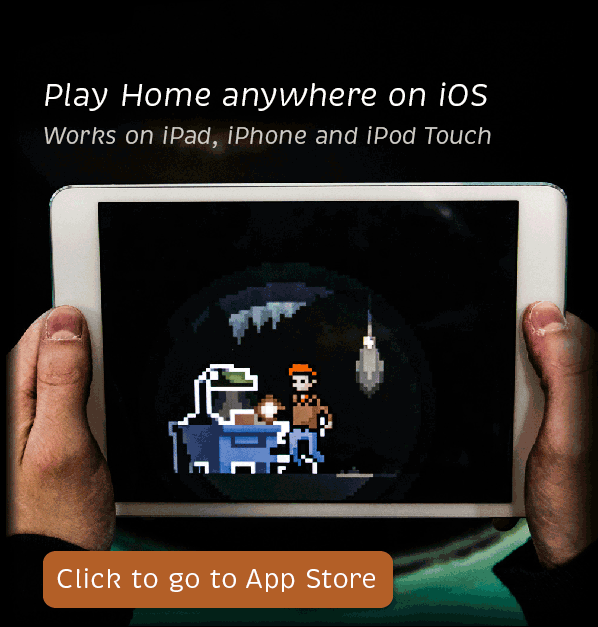 Play Home anywhere on iOS
Works on iPad, iPhone and iPod Touch
Click to go to App Store